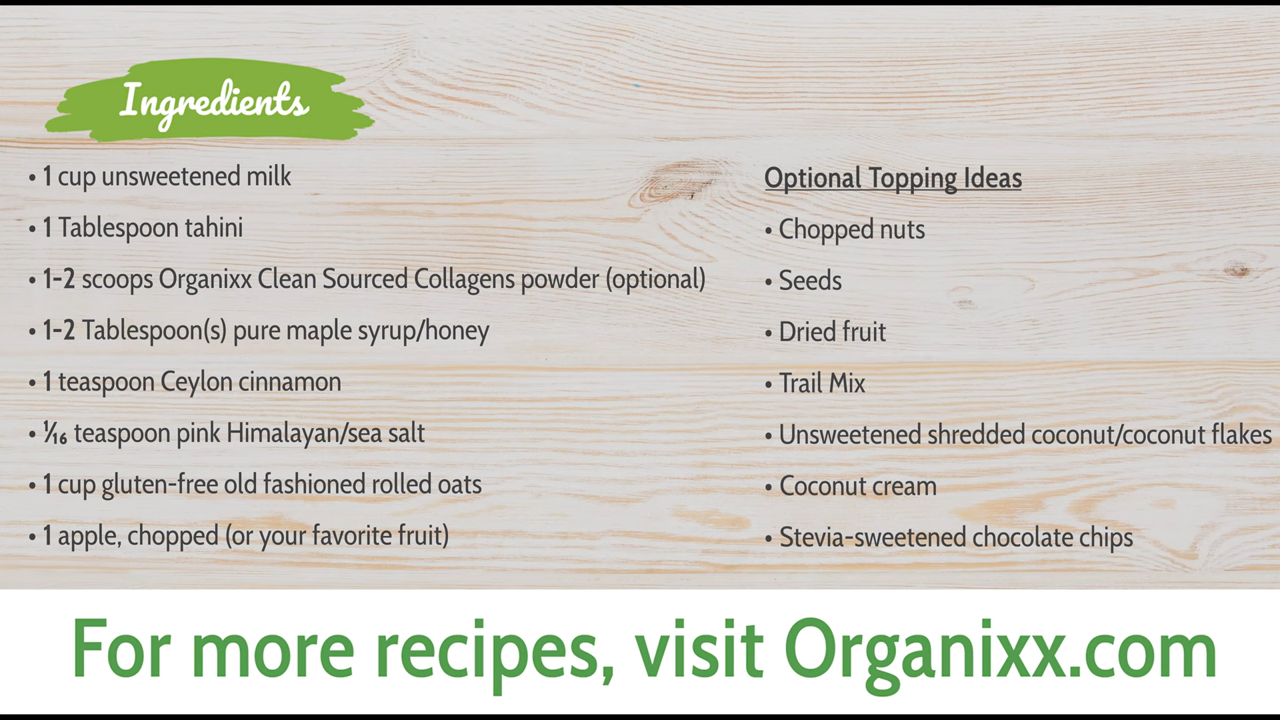 Ingredients
• 1 cup unsweetened milk
• 1 Tablespoon tahini
• 1-2 scoops Organixx Clean Sourced Collagens powder (optional)
• 1-2 Tablespoon(s) pure maple syrup/honey
• 1 teaspoon Ceylon cinnamon
• 1/16 teaspoon pink Himalayan/sea salt
• 1 cup gluten-free old fashioned rolled oats
• 1 apple, chopped (or your favorite fruit)
Optional Topping Ideas
• Chopped nuts
• Seeds
• Dried fruit
• Trail Mix
• Unsweetened shredded coconut/coconut flakes
• Coconut cream
• Stevia-sweetened chocolate chips
For more recipes, visit Organixx.com